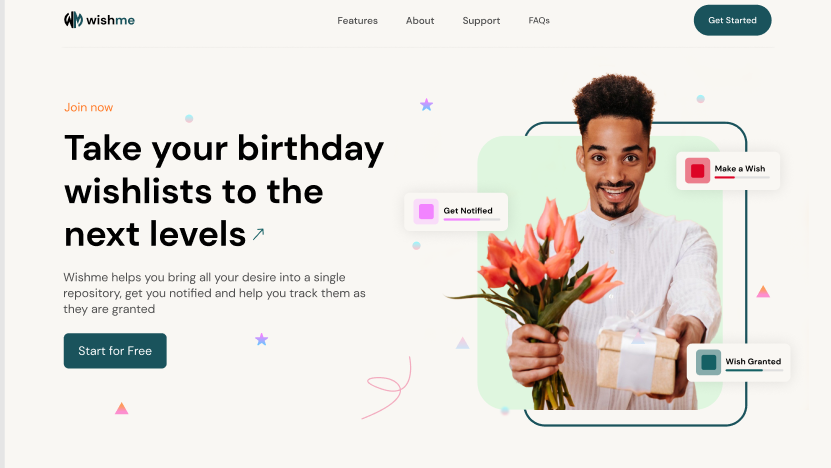 wishme
Features
About
Support
FAQs
Get Started
Join now
Take your birthday
wishlists to the
next levels
Wishme helps you bring all your desire into a single
repository, get you notified and help you track them as
they are granted
Start for Free
Make a Wish
Get Notified
Wish Granted